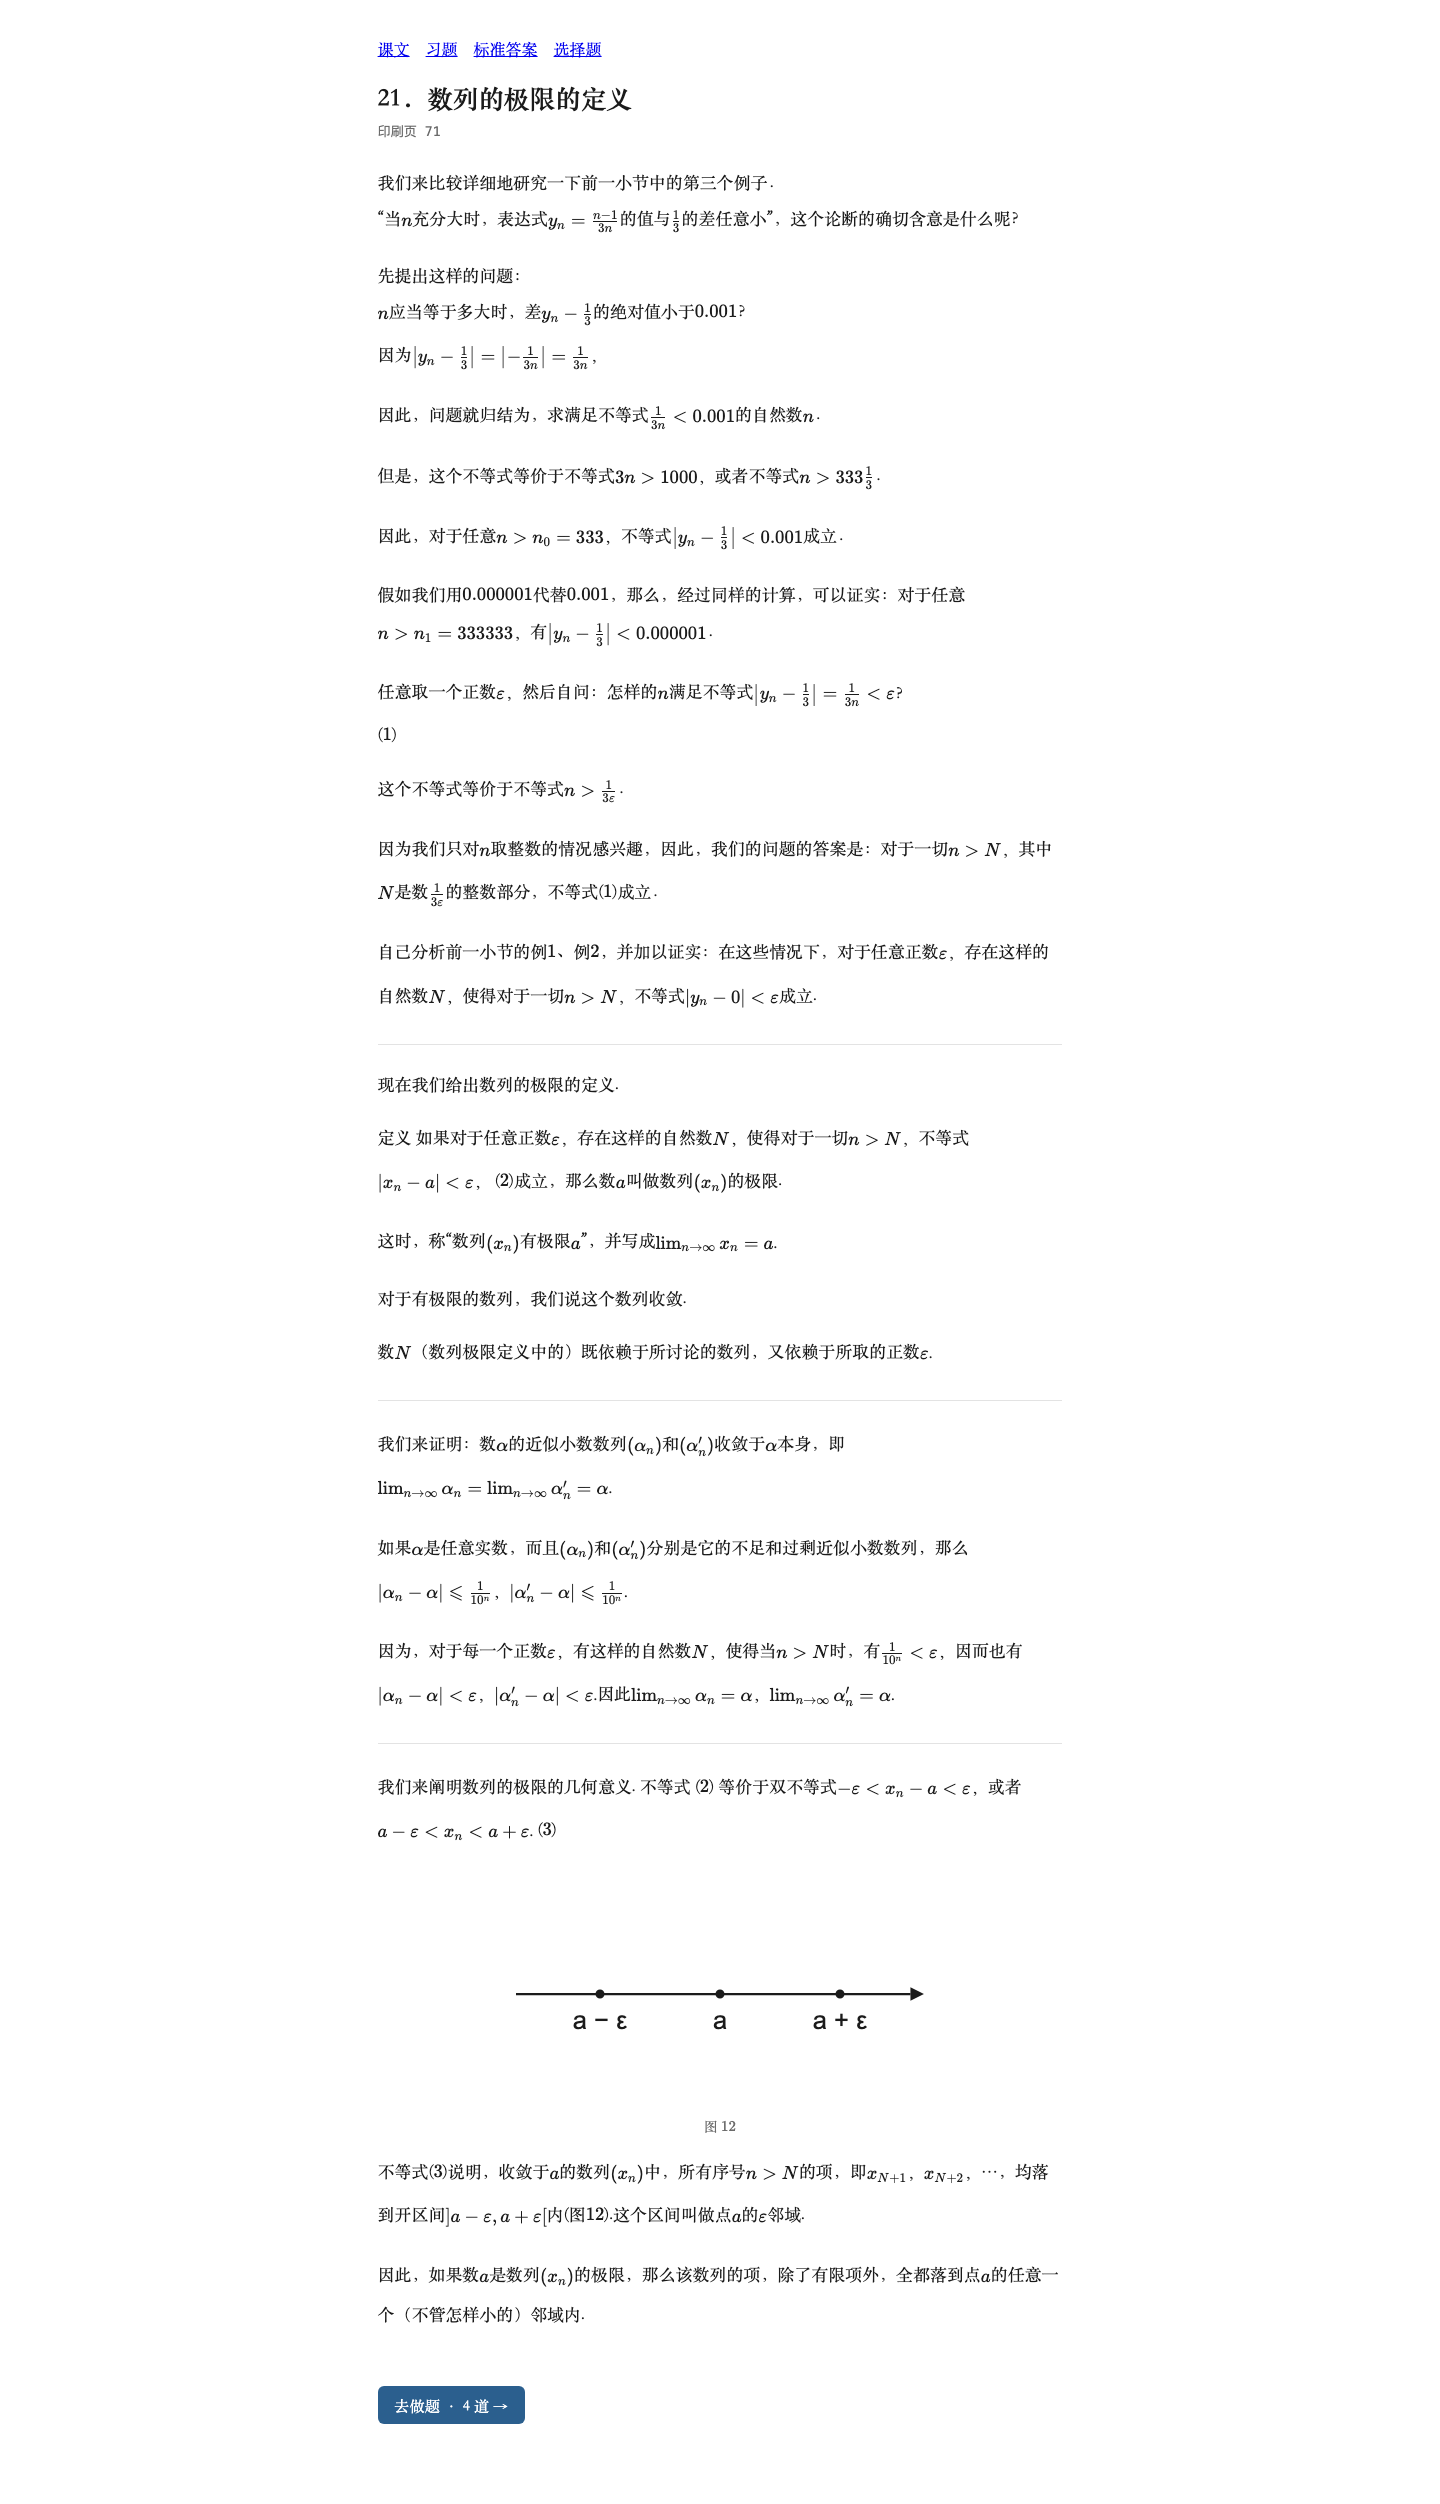 课文 习题 标准答案 选择题
21．数列的极限的定义
印刷页 71
我们来比较详细地研究一下前一小节中的第三个例子．
“当n充分大时，表达式yₙ = (n−1)/(3n)的值与1/3的差任意小”，这个论断的确切含意是什么呢？
先提出这样的问题：
n应当等于多大时，差yₙ − 1/3的绝对值小于0.001？
因为|yₙ − 1/3| = |−1/(3n)| = 1/(3n)，
因此，问题就归结为，求满足不等式1/(3n) < 0.001的自然数n．
但是，这个不等式等价于不等式3n > 1000，或者不等式n > 333 1/3．
因此，对于任意n > n₀ = 333，不等式|yₙ − 1/3| < 0.001成立．
假如我们用0.000001代替0.001，那么，经过同样的计算，可以证实：对于任意
n > n₁ = 333333，有|yₙ − 1/3| < 0.000001．
任意取一个正数ε，然后自问：怎样的n满足不等式|yₙ − 1/3| = 1/(3n) < ε？
(1)
这个不等式等价于不等式n > 1/(3ε)．
因为我们只对n取整数的情况感兴趣，因此，我们的问题的答案是：对于一切n > N，其中
N是数1/(3ε)的整数部分，不等式(1)成立．
自己分析前一小节的例1、例2，并加以证实：在这些情况下，对于任意正数ε，存在这样的
自然数N，使得对于一切n > N，不等式|yₙ − 0| < ε成立.
现在我们给出数列的极限的定义.
定义 如果对于任意正数ε，存在这样的自然数N，使得对于一切n > N，不等式
|xₙ − a| < ε，(2)成立，那么数a叫做数列(xₙ)的极限.
这时，称“数列(xₙ)有极限a”，并写成limₙ→∞ xₙ = a.
对于有极限的数列，我们说这个数列收敛.
数N（数列极限定义中的）既依赖于所讨论的数列，又依赖于所取的正数ε.
我们来证明：数α的近似小数数列(αₙ)和(α′ₙ)收敛于α本身，即
limₙ→∞ αₙ = limₙ→∞ α′ₙ = α.
如果α是任意实数，而且(αₙ)和(α′ₙ)分别是它的不足和过剩近似小数数列，那么
|αₙ − α| ⩽ 1/10ⁿ，|α′ₙ − α| ⩽ 1/10ⁿ.
因为，对于每一个正数ε，有这样的自然数N，使得当n > N时，有1/10ⁿ < ε，因而也有
|αₙ − α| < ε，|α′ₙ − α| < ε.因此limₙ→∞ αₙ = α，limₙ→∞ α′ₙ = α.
我们来阐明数列的极限的几何意义. 不等式 (2) 等价于双不等式−ε < xₙ − a < ε，或者
a − ε < xₙ < a + ε. (3)
a − ε a a + ε
图 12
不等式(3)说明，收敛于a的数列(xₙ)中，所有序号n > N的项，即x_{N+1}，x_{N+2}，⋯，均落
到开区间]a − ε, a + ε[内(图12).这个区间叫做点a的ε邻域.
因此，如果数a是数列(xₙ)的极限，那么该数列的项，除了有限项外，全都落到点a的任意一
个（不管怎样小的）邻域内.
去做题 · 4 道 →